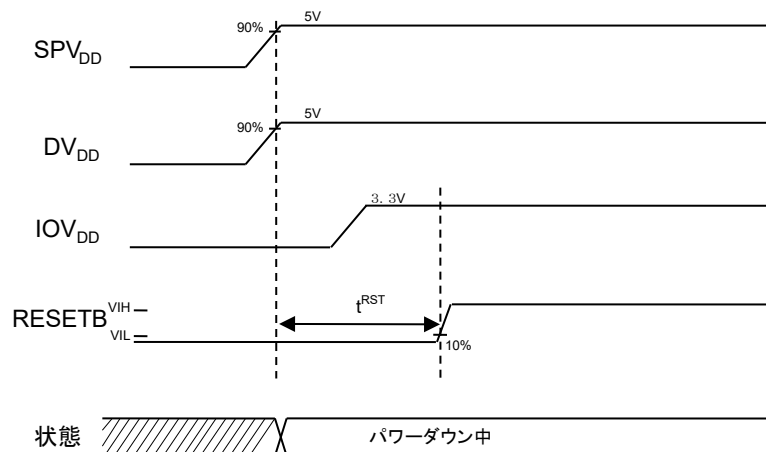 5V
90%
SPVDD
5V
90%
DVDD
3. 3V
IOVDD
tRST
VIH
RESETB
VIL
10%
状態
パワーダウン中